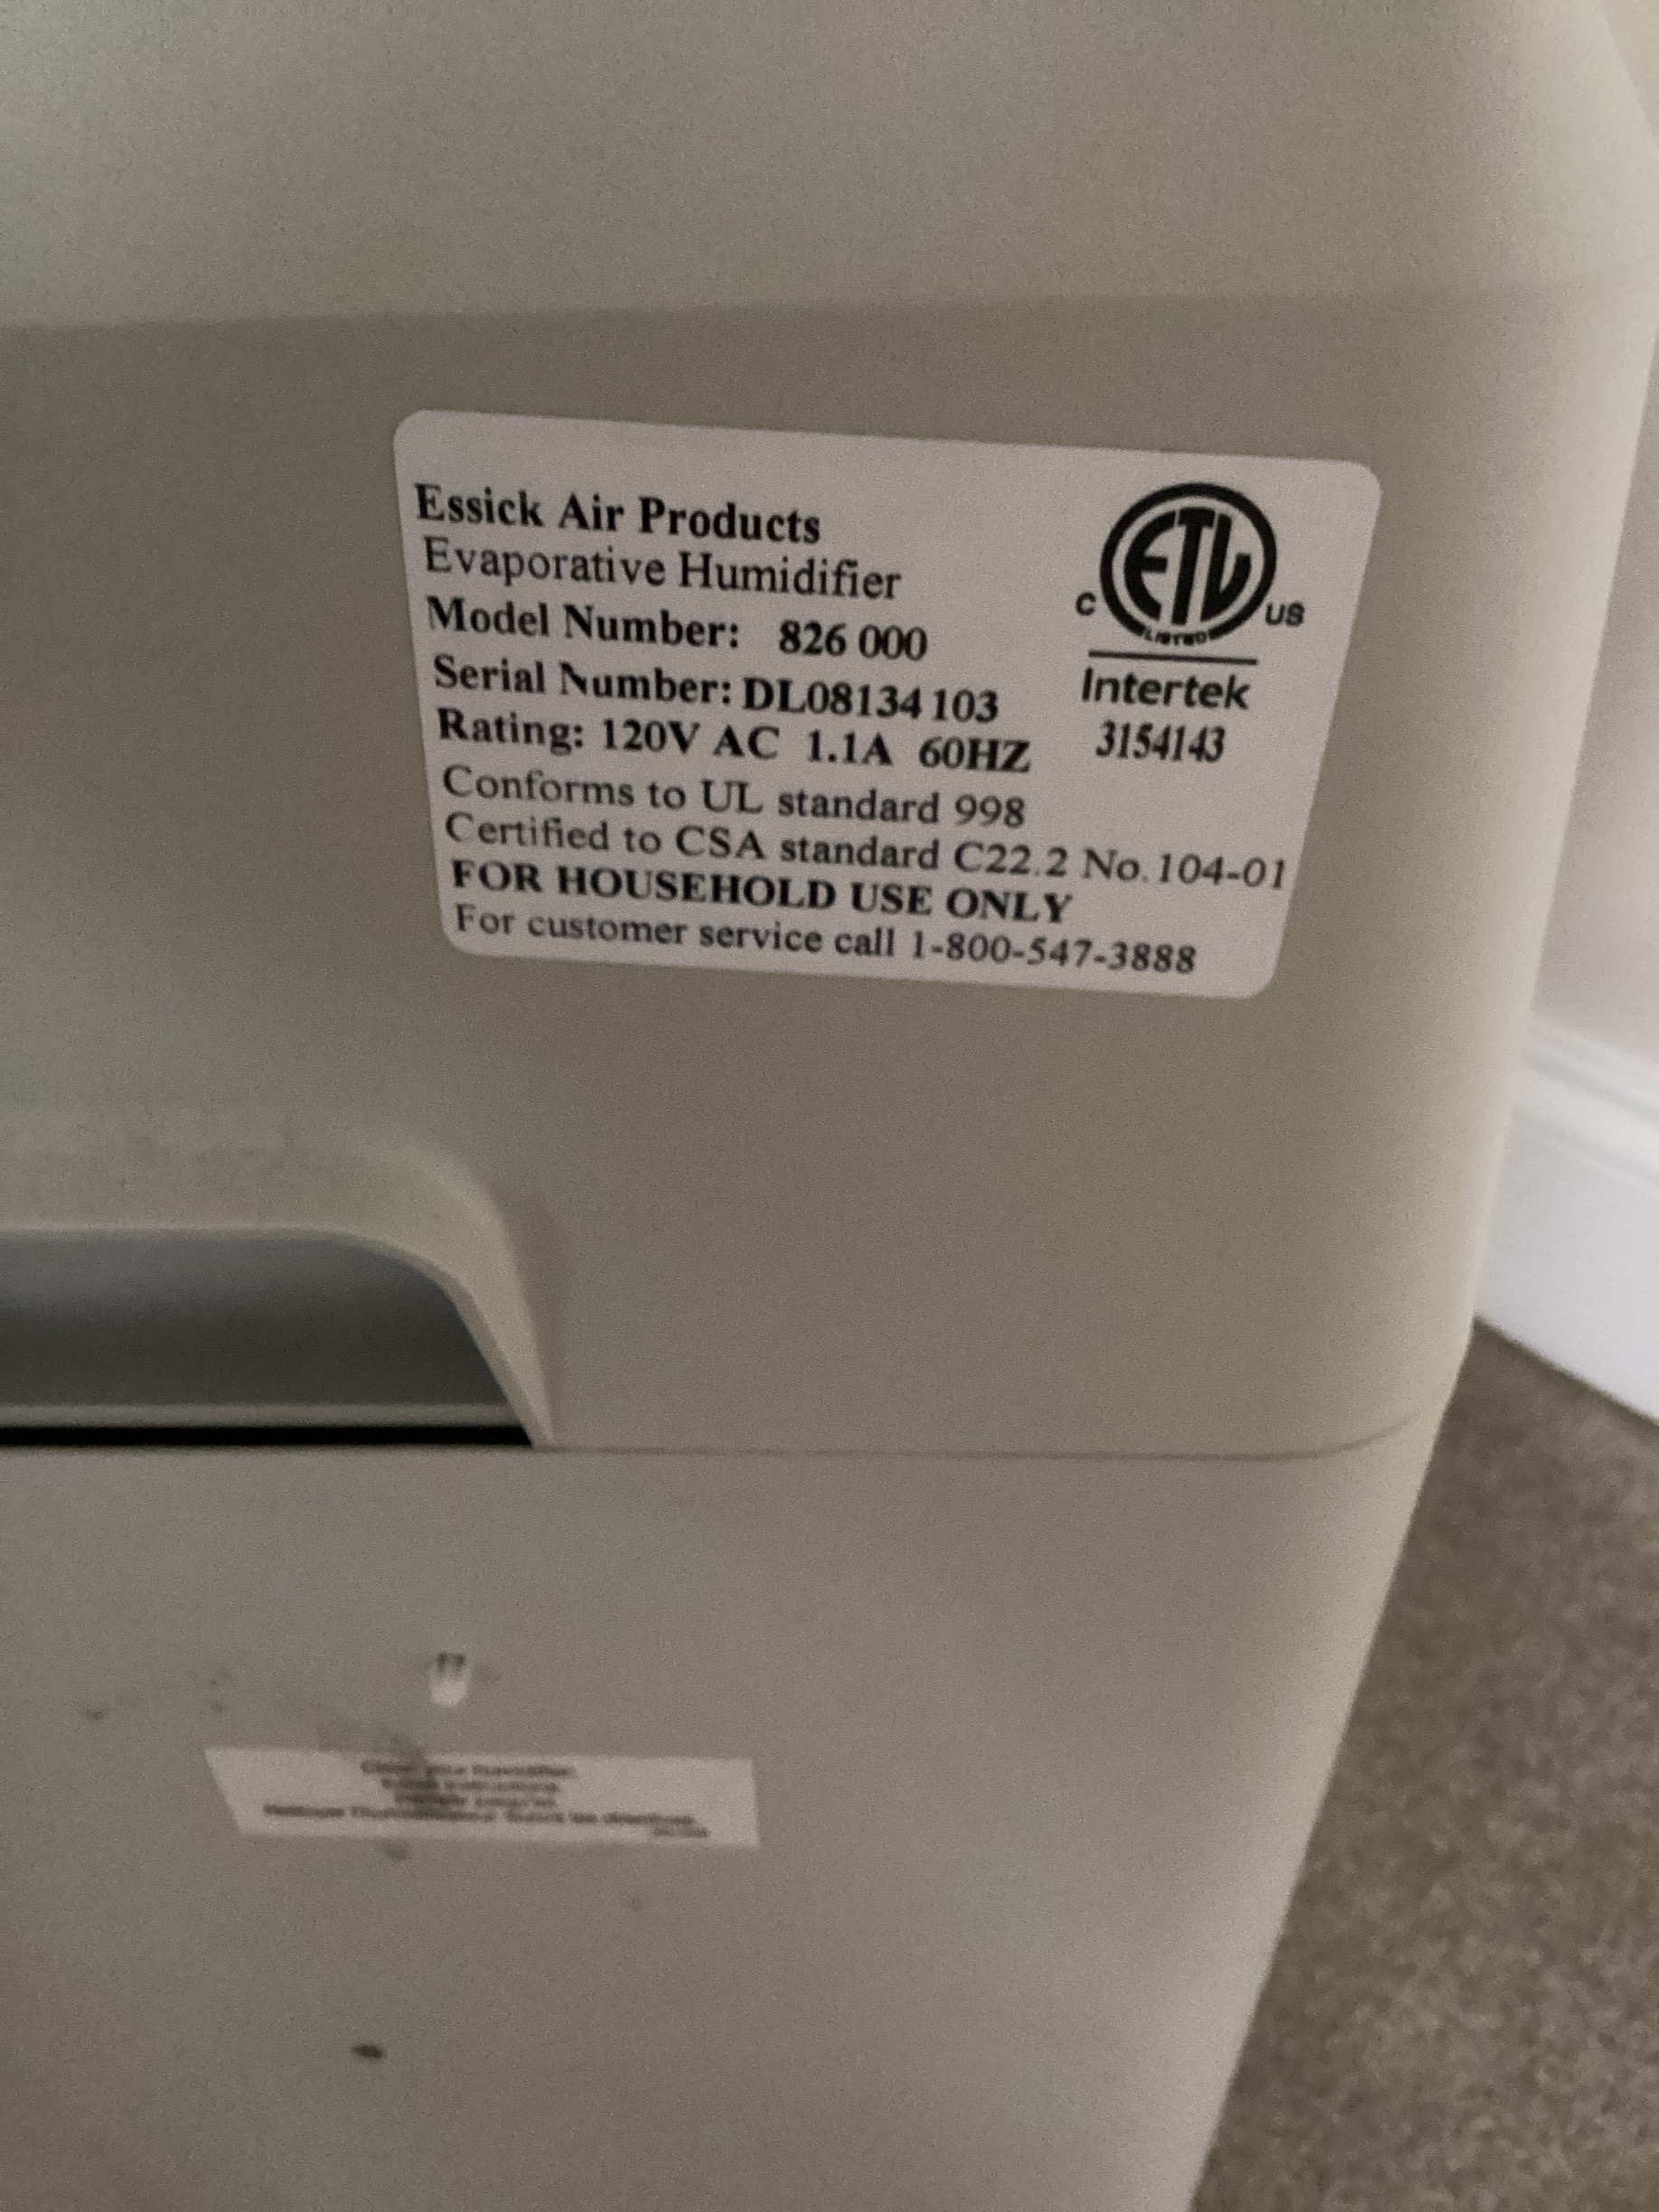 Essick Air Products
Evaporative Humidifier
Model Number: 826 000
Serial Number: DL08134103
Rating: 120V AC 1.1A 60HZ
Conforms to UL standard 998
Certified to CSA standard C22.2 No.104-01
FOR HOUSEHOLD USE ONLY
For customer service call 1-800-547-3888
ETL
C US
LISTED
Intertek
3154143